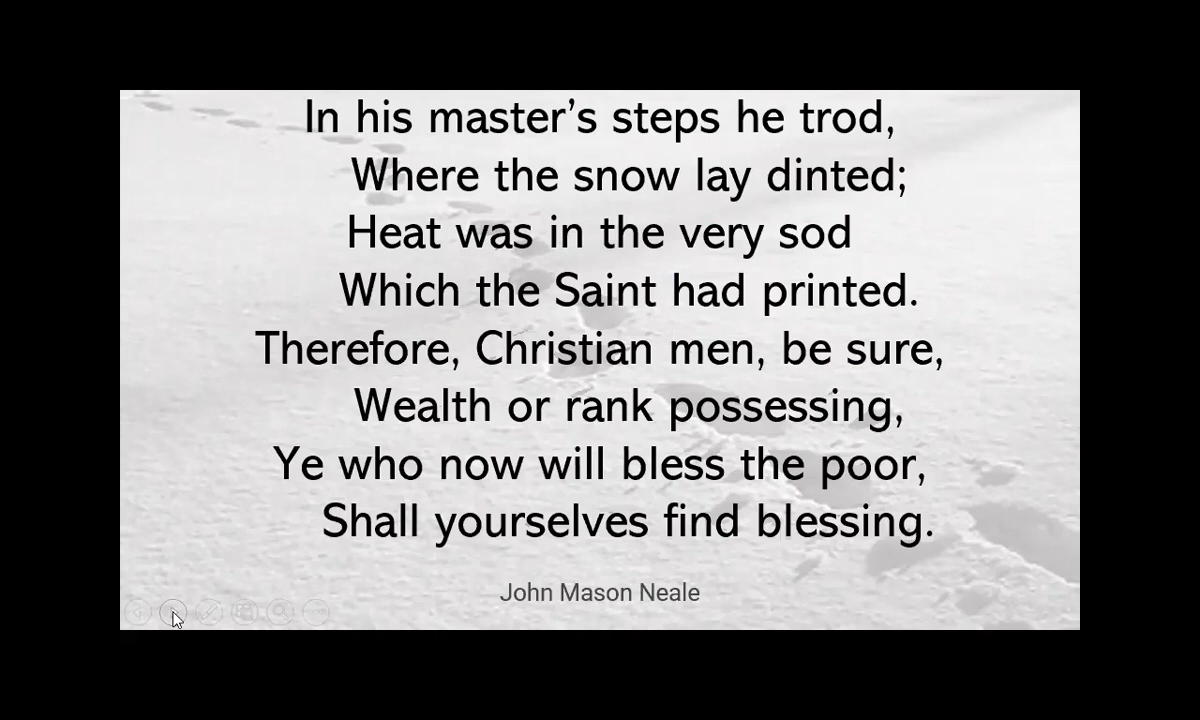 In his master’s steps he trod,
Where the snow lay dinted;
Heat was in the very sod
Which the Saint had printed.
Therefore, Christian men, be sure,
Wealth or rank possessing,
Ye who now will bless the poor,
Shall yourselves find blessing.
John Mason Neale